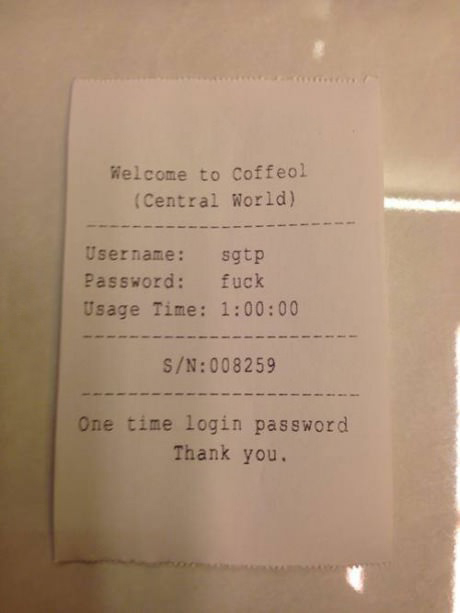 Welcome to Coffeol
(Central World)
Username: sgtp
Password: fuck
Usage Time: 1:00:00
S/N:008259
One time login password
Thank you.